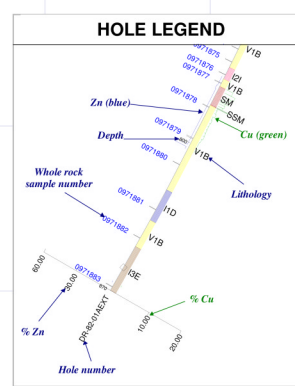 HOLE LEGEND
0971875
V1B
0971876
I2I
0971877
V1B
0971878
SM
SSM
Zn (blue)
Cu (green)
Depth
0971879
0971880
V1B
Whole rock
sample number
Lithology
0971881
I1D
0971882
V1B
60.00
30.00
0971883
I3E
870
DR-82-01AEXT
10.00
20.00
% Cu
% Zn
Hole number